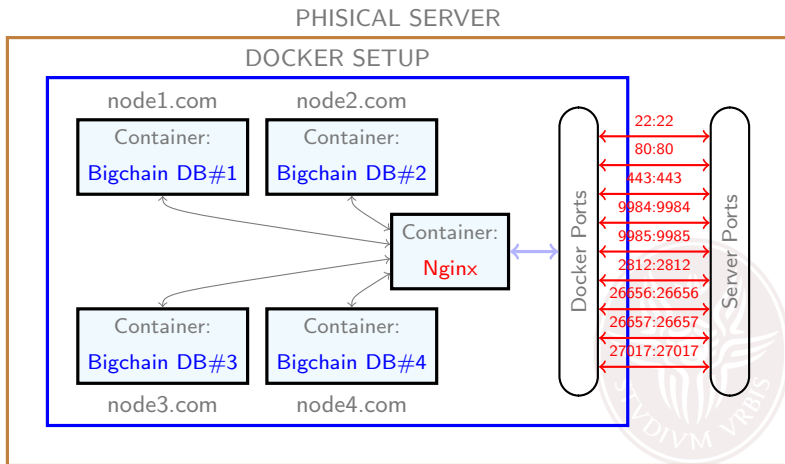 PHISICAL SERVER
DOCKER SETUP
node1.com
node2.com
Container:
Bigchain DB#1
Container:
Bigchain DB#2
Container:
Nginx
Container:
Bigchain DB#3
Container:
Bigchain DB#4
node3.com
node4.com
Docker Ports
22:22
80:80
443:443
9984:9984
9985:9985
2812:2812
26656:26656
26657:26657
27017:27017
Server Ports
STVDIVM VRBIS